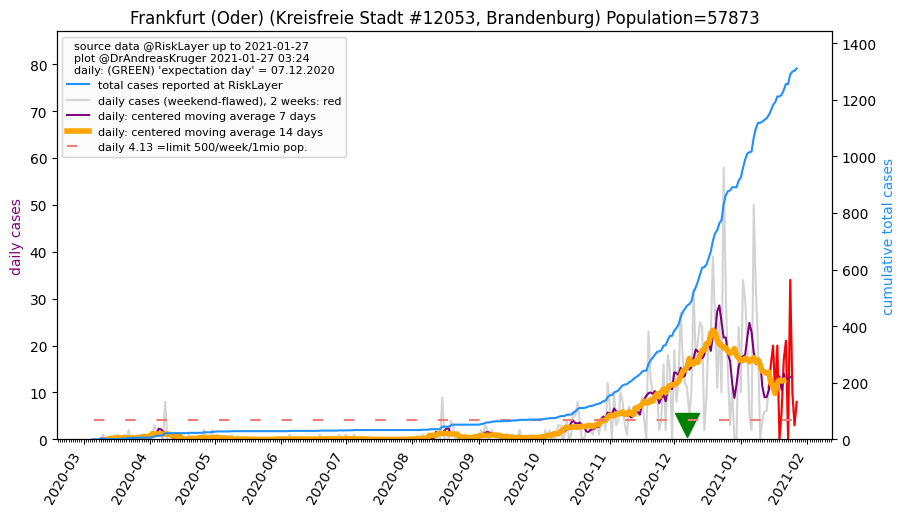 Frankfurt (Oder) (Kreisfreie Stadt #12053, Brandenburg) Population=57873
source data @RiskLayer up to 2021-01-27
plot @DrAndreasKruger 2021-01-27 03:24
daily: (GREEN) 'expectation day' = 07.12.2020
total cases reported at RiskLayer
daily cases (weekend-flawed), 2 weeks: red
daily: centered moving average 7 days
daily: centered moving average 14 days
daily 4.13 =limit 500/week/1mio pop.
daily cases
80
70
60
50
40
30
20
10
0
cumulative total cases
1400
1200
1000
800
600
400
200
0
2020-03
2020-04
2020-05
2020-06
2020-07
2020-08
2020-09
2020-10
2020-11
2020-12
2021-01
2021-02